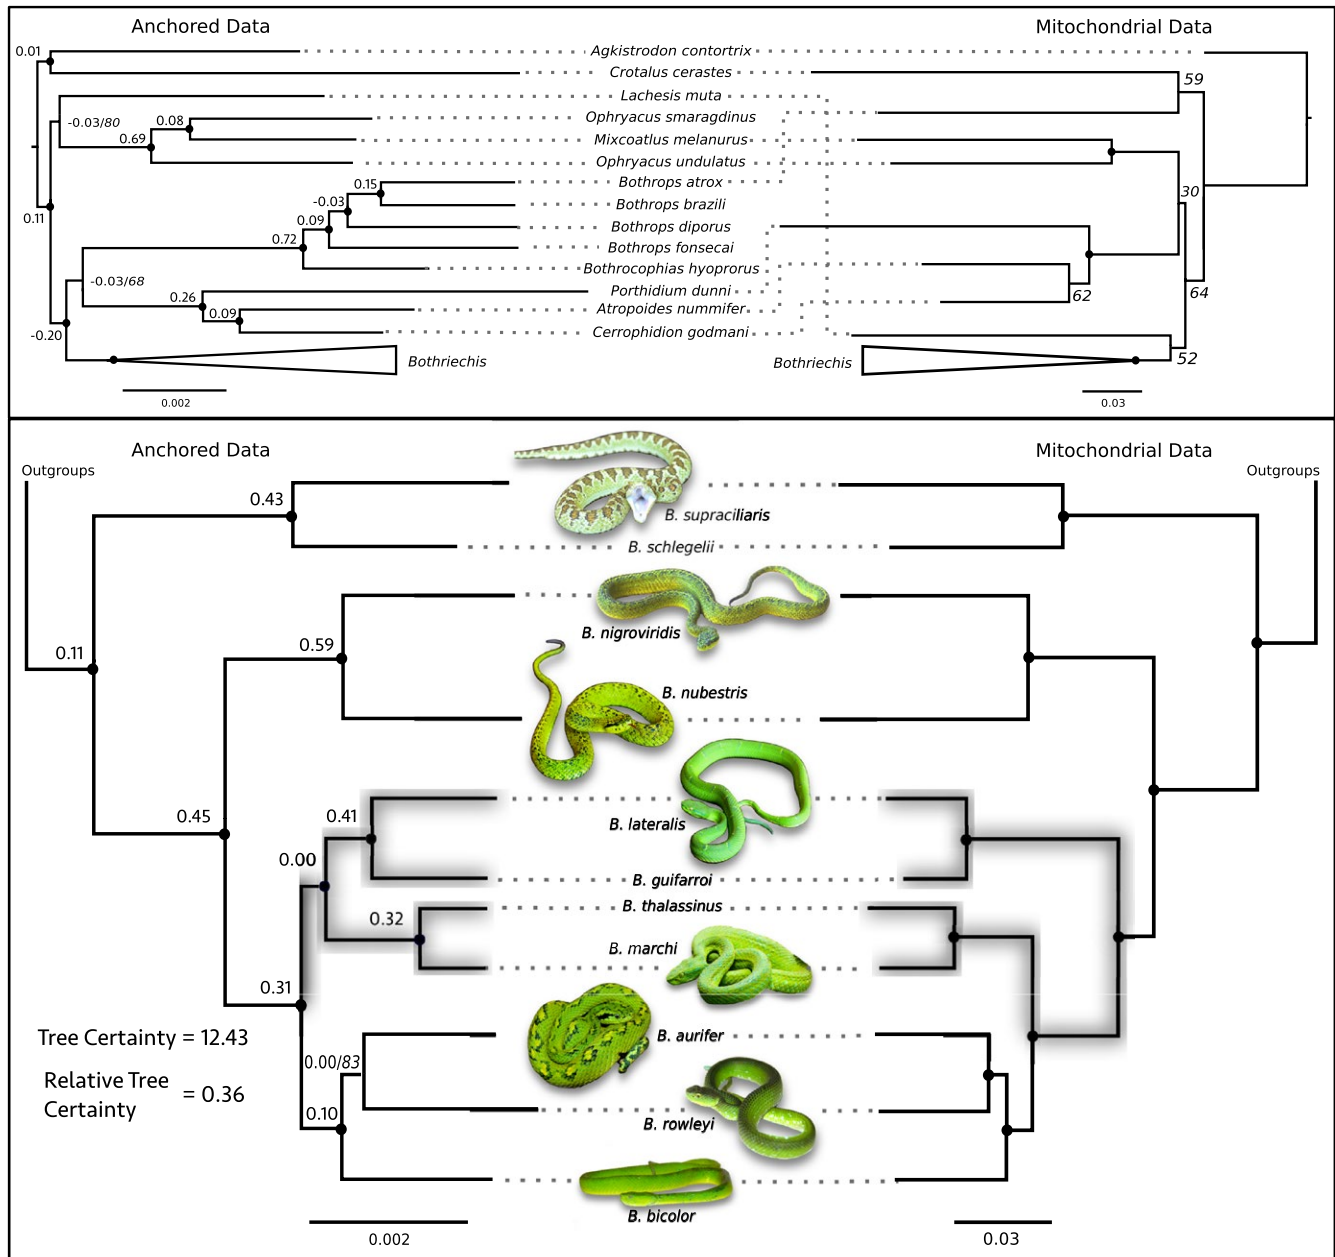 Anchored Data
Mitochondrial Data
0.01
Agkistrodon contortrix
Crotalus cerastes
59
Lachesis muta
-0.03/80
0.08
Ophryacus smaragdinus
0.69
Mixcoatlus melanurus
Ophryacus undulatus
0.15
Bothrops atrox
30
-0.03
Bothrops brazili
0.11
0.09
Bothrops diporus
0.72
Bothrops fonsecai
Bothrocophias hyoprorus
-0.03/68
Porthidium dunni
62
64
0.26
Atropoides nummifer
0.09
Cerrophidion godmani
-0.20
52
Bothriechis
Bothriechis
0.002
0.03
Anchored Data
Mitochondrial Data
Outgroups
Outgroups
0.43
B. supraciliaris
B. schlegelii
B. nigroviridis
0.11
0.59
B. nubestris
0.45
0.41
B. lateralis
0.00
B. guifarroi
B. thalassinus
0.32
B. marchi
0.31
Tree Certainty = 12.43
B. aurifer
0.00/83
Relative Tree
Certainty
= 0.36
0.10
B. rowleyi
B. bicolor
0.002
0.03